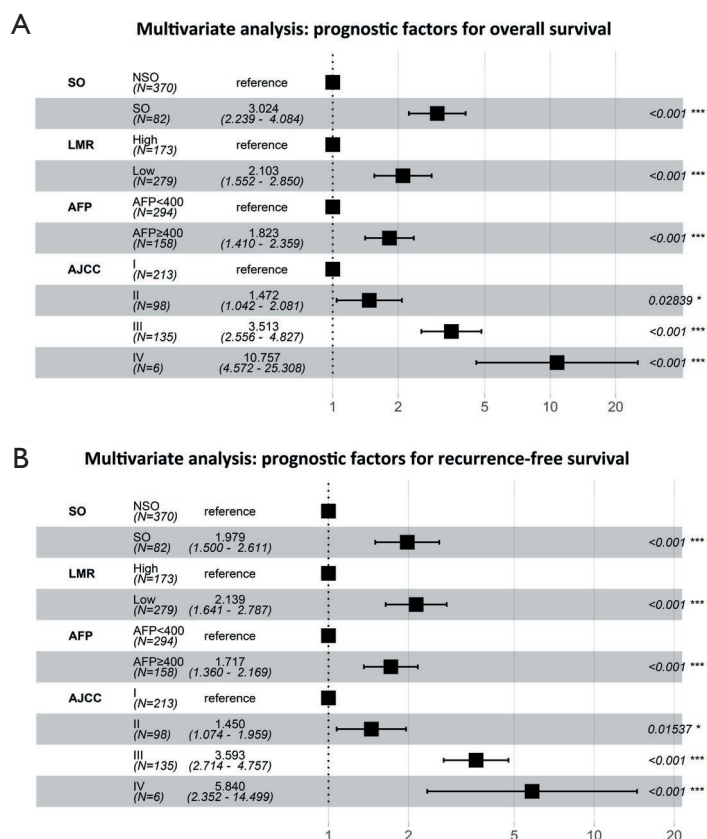 A
Multivariate analysis: prognostic factors for overall survival
SO NSO reference
(N=370)
SO 3.024
(N=82) (2.239 - 4.084) <0.001 ***
LMR High reference
(N=173)
Low 2.103
(N=279) (1.552 - 2.850) <0.001 ***
AFP AFP<400 reference
(N=294)
AFP≥400 1.823
(N=158) (1.410 - 2.359) <0.001 ***
AJCC I reference
(N=213)
II 1.472
(N=98) (1.042 - 2.081) 0.02839 *
III 3.513
(N=135) (2.556 - 4.827) <0.001 ***
IV 10.757
(N=6) (4.572 - 25.308) <0.001 ***
1 2 5 10 20
B
Multivariate analysis: prognostic factors for recurrence-free survival
SO NSO reference
(N=370)
SO 1.979
(N=82) (1.500 - 2.611) <0.001 ***
LMR High reference
(N=173)
Low 2.139
(N=279) (1.641 - 2.787) <0.001 ***
AFP AFP<400 reference
(N=294)
AFP≥400 1.717
(N=158) (1.360 - 2.169) <0.001 ***
AJCC I reference
(N=213)
II 1.450
(N=98) (1.074 - 1.959) 0.01537 *
III 3.593
(N=135) (2.714 - 4.757) <0.001 ***
IV 5.840
(N=6) (2.352 - 14.499) <0.001 ***
1 2 5 10 20